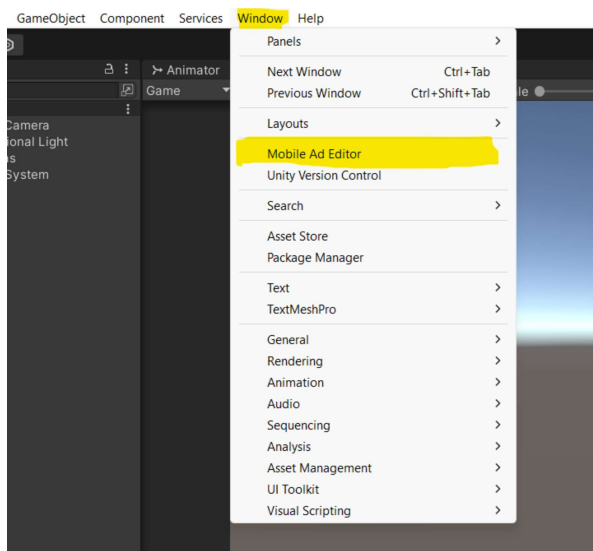 GameObject Component Services Window Help
Panels
Animator
Next Window Ctrl+Tab
Game
Previous Window Ctrl+Shift+Tab
le
Camera
Layouts
ional Light
as
Mobile Ad Editor
System
Unity Version Control
Search
Asset Store
Package Manager
Text
TextMeshPro
General
Rendering
Animation
Audio
Sequencing
Analysis
Asset Management
UI Toolkit
Visual Scripting